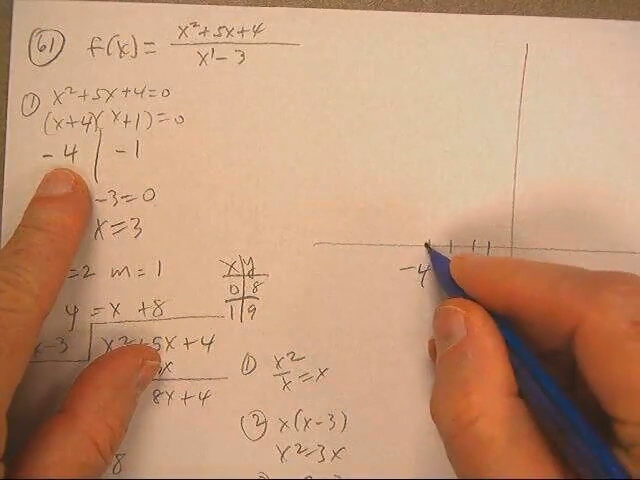 61 f(x) = x²+5x+4
x¹-3
① x²+5x+4=0
(x+4)(x+1)=0
-4 | -1
-3=0
x=3
=2 m=1
x y
0 8
1 9
y = x +8
x-3 x²+5x+4
8x+4
8
① x²/x = x
② x(x-3)
x²-3x
-4